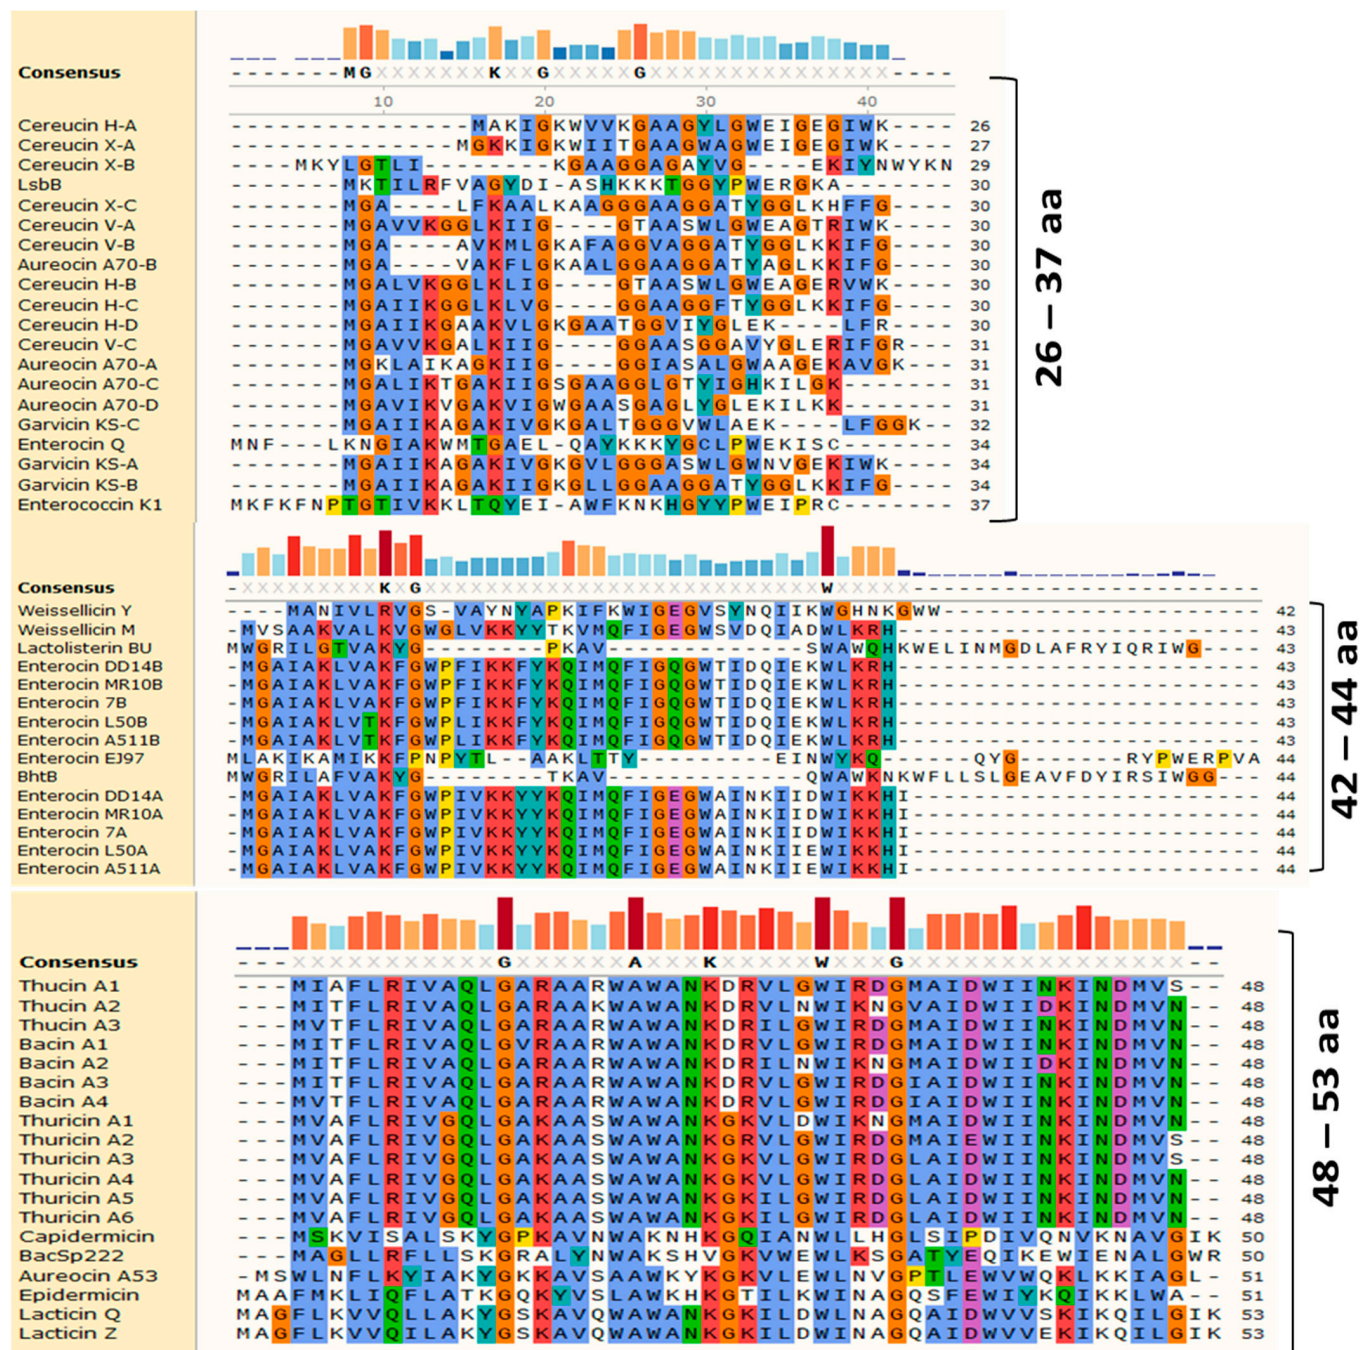 Consensus -------MGxxxxxxxKxxGxxxxxGxxxxxxxxxxxxxxx----
10 20 30 40
Cereucin H-A ---------------MAKIGKWVVKGAAGYLGWEIGEGIWK---- 26
Cereucin X-A --------------MGKKIGKWIITGAAGWAGWEIGEGIWK---- 27
Cereucin X-B ----MKYLGTLI--------KGAAGGAGAYVG----EKIYNWYKN 29
LsbB -------MKTILRFVAGYDI-ASHKKKTGGYPWERGKA------- 30
Cereucin X-C -------MGA----LFKAALKAAGGGAAGGATYGGLKHFFG---- 30
Cereucin V-A -------MGAVVKGGLKIIG----GTAASWLGWEAGTRIWK---- 30
Cereucin V-B -------MGA----AVKMLGKAFAGGVAGGATYGGLKKIFG---- 30
Aureocin A70-B -------MGA----VAKFLGKAALGGAAGGATYAGLKKIFG---- 30
Cereucin H-B -------MGALVKGGLKLIG----GTAASWLGWEAGERVWK---- 30
Cereucin H-C -------MGAIIKGGLKLVG----GGAAGGFTYGGLKKIFG---- 30
Cereucin H-D -------MGAIIKGAAKVLGKGAATGGVIYGLEK----LFR---- 30
Cereucin V-C -------MGAVVKGALKIIG----GGAASGGAVYGLERIFGR--- 31
Aureocin A70-A -------MGKLAIKAGKIIG----GGIASALGWAAGEKAVGK--- 31
Aureocin A70-C -------MGALIKTGAKIIGSGAAGGLGTYIGHKILGK------- 31
Aureocin A70-D -------MGAVIKVGAKVIGWGAASGAGLYGLEKILKK------- 31
Garvicin KS-C -------MGAIIKAGAKIVGKGALTGGGVWLAEK----LFGGK-- 32
Enterocin Q MNF---LKNGIAKWMTGAEL-QAYKKKYGCLPWEKISC------- 34
Garvicin KS-A -------MGAIIKAGAKIVGKGVLGGGASWLGWNVGEKIWK---- 34
Garvicin KS-B -------MGAIIKAGAKIIGKGLLGGAAGGATYGGLKKIFG---- 34
Enterococcin K1 MKFKFNPTGTIVKKLTQYEI-AWFKNKHGYYPWEIPRC------- 37
26 – 37 aa
Consensus -xxxxxxxxxKxGxxxxxxxxxxxxxxxxxxxxxxxxxxWxxxx------------------------
Weissellicin Y ----MANIVLRVGS-VAYNYAPKIFKWIGEGVSYNQIIKWGHNKGWW--------------------- 42
Weissellicin M -MVSAAKVALKVGWGLVKKYYTKVMQFIGEGWSVDQIADWLKRH------------------------ 43
Lactolisterin BU MWGRILGTVAKYG--------PKAV-------------SWAWQHKWELINMGDLAFRYIQRIWG---- 43
Enterocin DD14B -MGAIAKLVAKFGWPFIKKFYKQIMQFIGQGWTIDQIEKWLKRH------------------------ 43
Enterocin MR10B -MGAIAKLVAKFGWPFIKKFYKQIMQFIGQGWTIDQIEKWLKRH------------------------ 43
Enterocin 7B -MGAIAKLVAKFGWPFIKKFYKQIMQFIGQGWTIDQIEKWLKRH------------------------ 43
Enterocin L50B -MGAIAKLVTKFGWPLIKKFYKQIMQFIGQGWTIDQIEKWLKRH------------------------ 43
Enterocin A511B -MGAIAKLVTKFGWPLIKKFYKQIMQFIGQGWTIDQIEKWLKRH------------------------ 43
Enterocin EJ97 MLAKIKAMIKKFPNPYTL--AAKLTTY---------EINWYKQ------QYG-------RYPWERPVA 44
BhtB MWGRILAFVAKYG--------TKAV-------------QWAWKNKWFLLSLGEAVFDYIRSIWGG--- 44
Enterocin DD14A -MGAIAKLVAKFGWPIVKKYYKQIMQFIGEGWAINKIIDWIKKHI----------------------- 44
Enterocin MR10A -MGAIAKLVAKFGWPIVKKYYKQIMQFIGEGWAINKIIDWIKKHI----------------------- 44
Enterocin 7A -MGAIAKLVAKFGWPIVKKYYKQIMQFIGEGWAINKIIDWIKKHI----------------------- 44
Enterocin L50A -MGAIAKLVAKFGWPIVKKYYKQIMQFIGEGWAINKIIEWIKKHI----------------------- 44
Enterocin A511A -MGAIAKLVAKFGWPIVKKYYKQIMQFIGEGWAINKIIEWIKKHI----------------------- 44
42 – 44 aa
Consensus ---xxxxxxxxxxxGxxxxxxAxxKxxxxxWxxxGxxxxxxxxxxxxxxx--
Thucin A1 ---MIAFLRIVAQLGARAARWAWANKDRVLGWIRDGMAIDWIINKINDMVS-- 48
Thucin A2 ---MITFLRIVAQLGARAARWAWANKDRVLNWIKNGVAIDWIIDKINDMVN-- 48
Thucin A3 ---MVTFLRIVAQLGARAARWAWANKDRILGWIRDGMAIDWIINKINDMVN-- 48
Bacin A1 ---MITFLRIVAQLGVRAARWAWANKDRILGWIRDGMAIDWIINKINDMVN-- 48
Bacin A2 ---MITFLRIVAQLGARAARWAWANKDRILNWIKNGMAIDWIIDKINDMVN-- 48
Bacin A3 ---MITFLRIVAQLGARAARWAWANKDRVLGWIRDGIAIDWIINKINDMVN-- 48
Bacin A4 ---MVTFLRIVAQLGARAARWAWANKDRVLGWIRDGIAIDWIINKINDMVN-- 48
Thuricin A1 ---MVAFLRIVGQLGAKAASWAWANKGKVLDWIKNGMAIDWIINKINDMVN-- 48
Thuricin A2 ---MVAFLRIVGQLGAKAASWAWANKGRVLGWIRDGMAIEWIINKINDMVS-- 48
Thuricin A3 ---MVAFLRIVGQLGAKAASWAWANKGKVLGWIRDGLAIDWIINKINDMVS-- 48
Thuricin A4 ---MVAFLRIVGQLGAKAASWAWANKGKVLGWIRDGLAIDWIINKINDMVN-- 48
Thuricin A5 ---MVAFLRIVGQLGAKAASWAWANKGKILGWIRDGLAIDWIINKINDMVN-- 48
Thuricin A6 ---MVAFLRIVGQLGAKAASWAWANKGKILGWIRDGLAIDWIINKINDMVN-- 48
Capidermicin ---MSKVISALSKYGPKAVNWAKNHKGQIANWLLHGLSIPDIVQNVKNAVGIK 50
BacSp222 ---MAGLLRFLLSKGRALYNWAKSHVGKVWEWLKSGATYEQIKEWIENALGWR 50
Aureocin A53 -MSWLNFLKYIAKYGKKAVSAAWKYKGKVLEWLNVGPTLEWVWQKLKKIAGL- 51
Epidermicin MAAFMKLIQFLATKGQKYVSLAWKHKGTILKWINAGQSFEWIYKQIKKLWA-- 51
Lacticin Q MAGFLKVVQLLAKYGSKAVQWAWANKGKILDWLNAGQAIDWVVSKIKQILGIK 53
Lacticin Z MAGFLKVVQILAKYGSKAVQWAWANKGKILDWINAGQAIDWVVEKIKQILGIK 53
48 – 53 aa